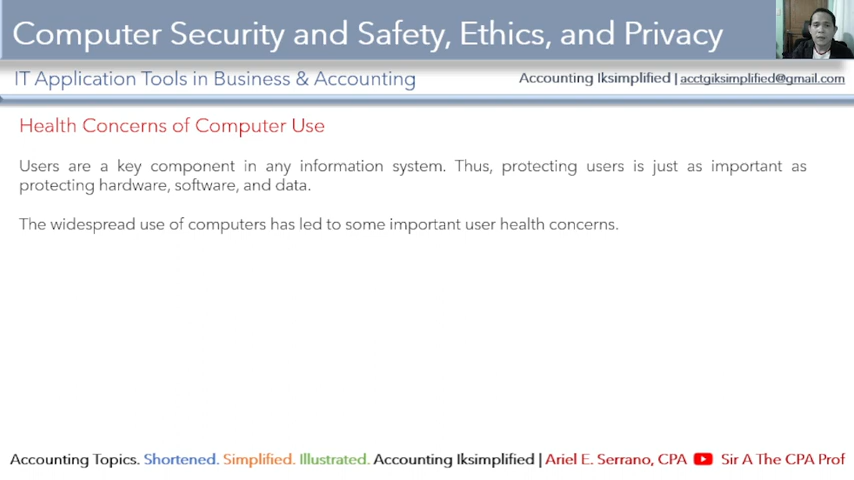 Computer Security and Safety, Ethics, and Privacy
IT Application Tools in Business & Accounting
Accounting Iksimplified | acctgiksimplified@gmail.com
Health Concerns of Computer Use
Users are a key component in any information system. Thus, protecting users is just as important as
protecting hardware, software, and data.
The widespread use of computers has led to some important user health concerns.
Accounting Topics. Shortened. Simplified. Illustrated. Accounting Iksimplified | Ariel E. Serrano, CPA Sir A The CPA Prof